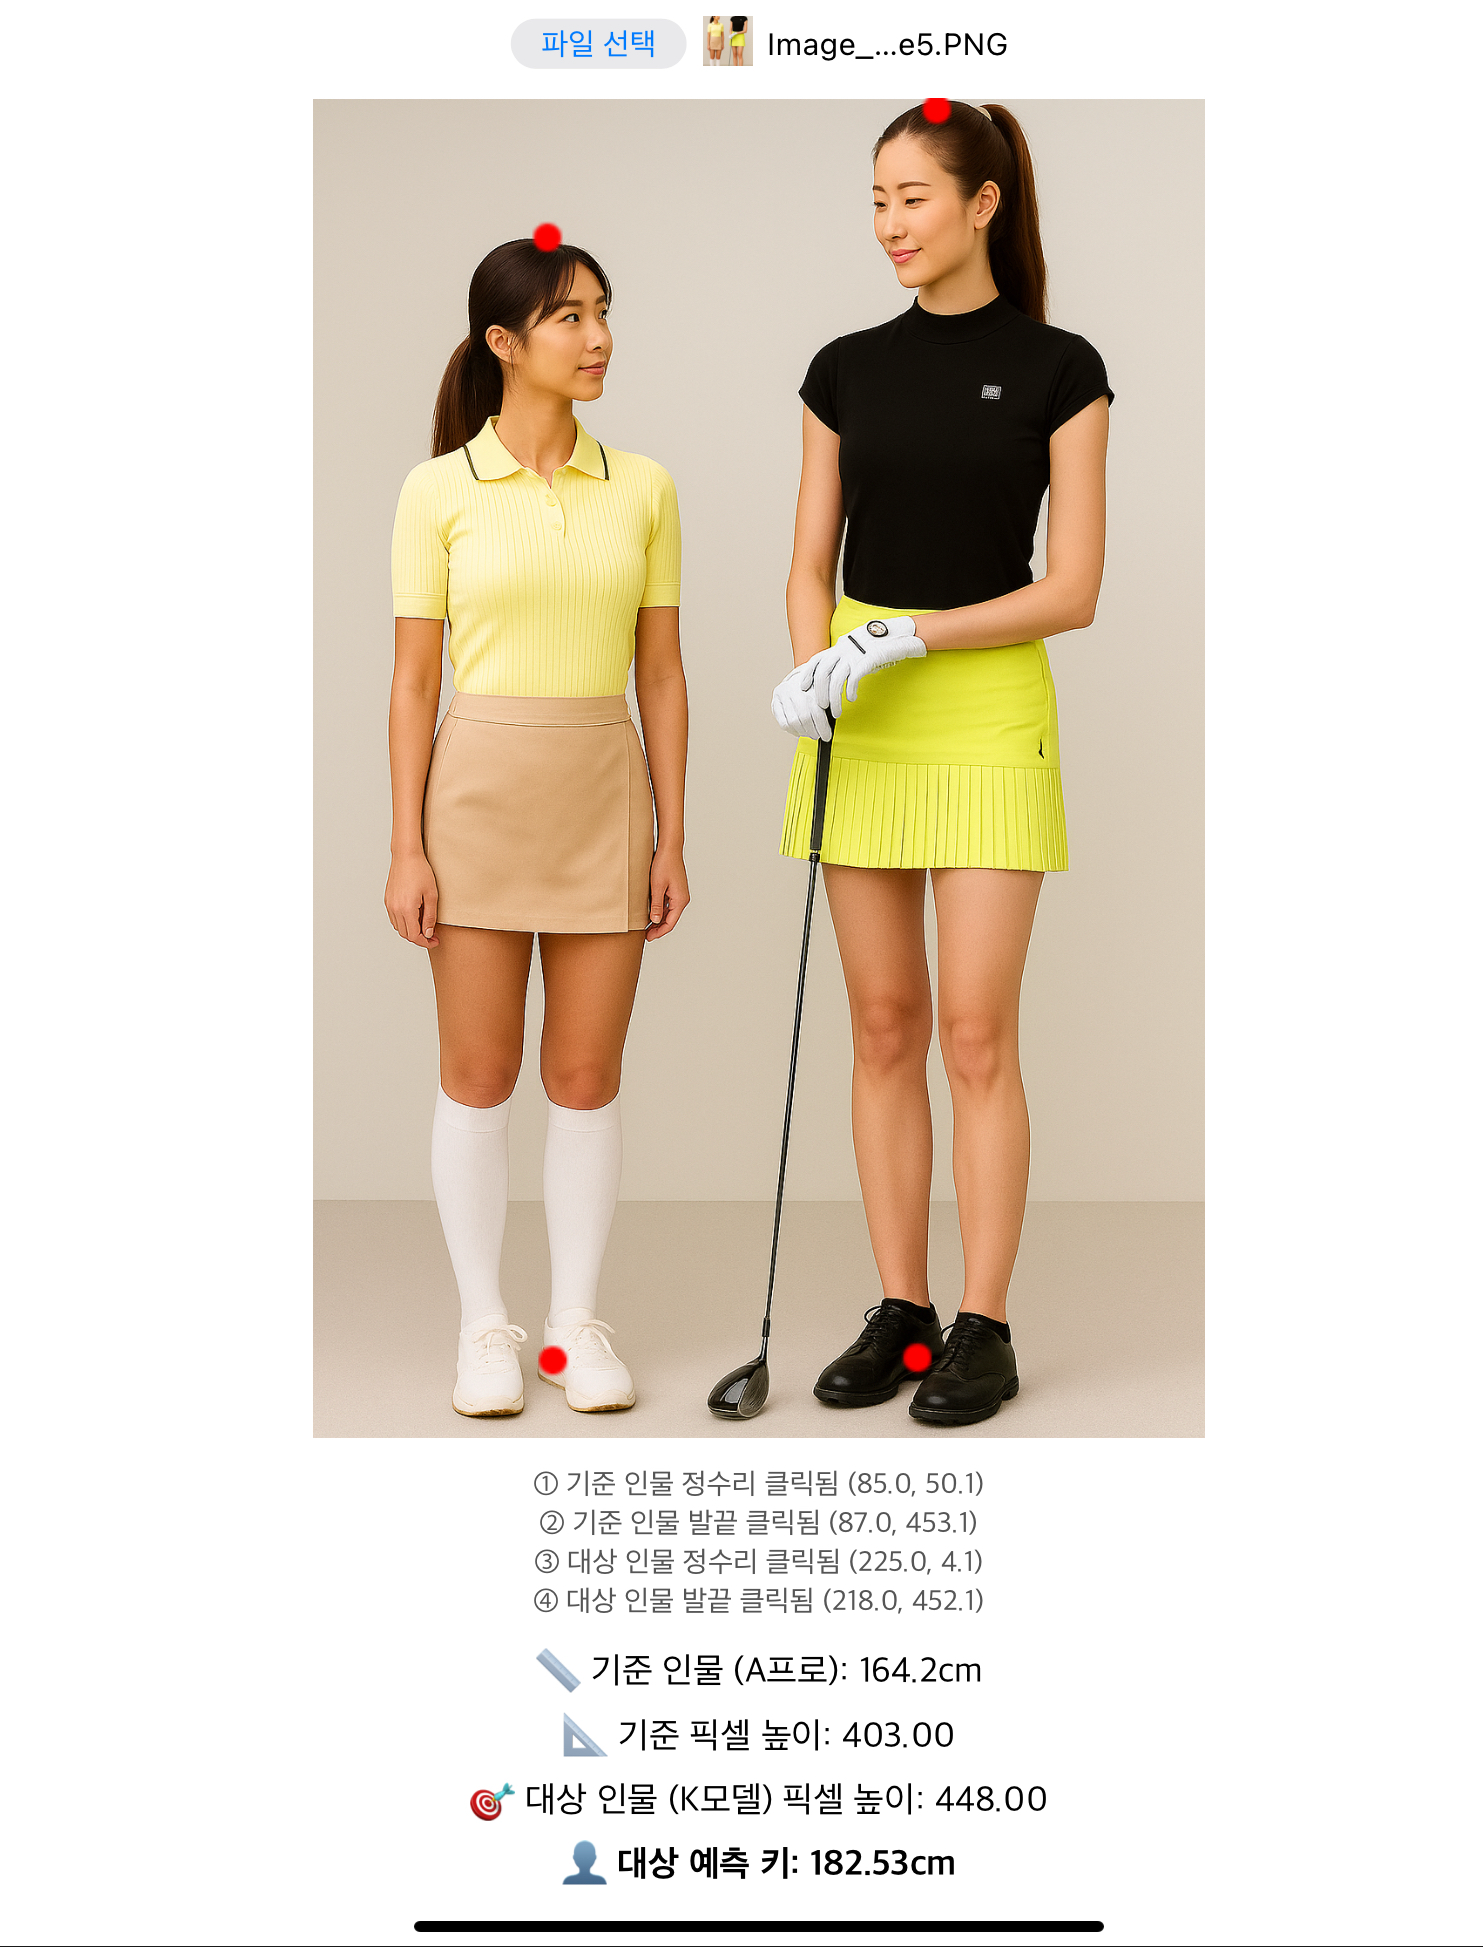 파일 선택 Image_...e5.PNG
① 기준 인물 정수리 클릭됨 (85.0, 50.1)
② 기준 인물 발끝 클릭됨 (87.0, 453.1)
③ 대상 인물 정수리 클릭됨 (225.0, 4.1)
④ 대상 인물 발끝 클릭됨 (218.0, 452.1)
📏 기준 인물 (A프로): 164.2cm
📐 기준 픽셀 높이: 403.00
🎯 대상 인물 (K모델) 픽셀 높이: 448.00
👤 대상 예측 키: 182.53cm